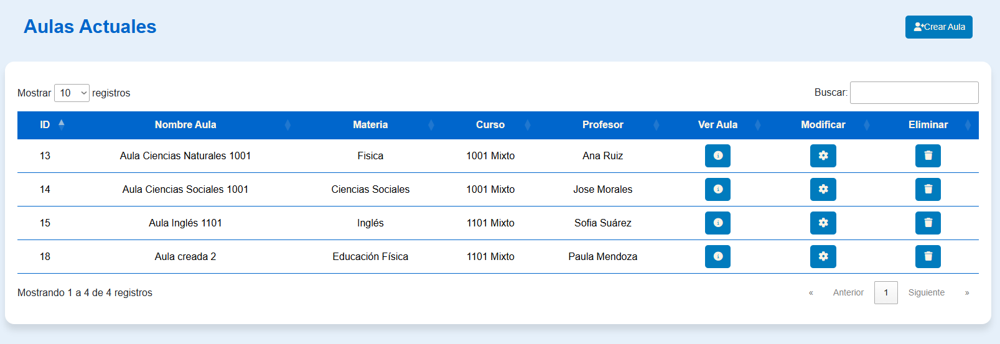 Aulas Actuales
Crear Aula
Mostrar 10 registros
Buscar:
ID Nombre Aula Materia Curso Profesor Ver Aula Modificar Eliminar
13 Aula Ciencias Naturales 1001 Fisica 1001 Mixto Ana Ruiz
14 Aula Ciencias Sociales 1001 Ciencias Sociales 1001 Mixto Jose Morales
15 Aula Inglés 1101 Inglés 1101 Mixto Sofia Suárez
18 Aula creada 2 Educación Física 1101 Mixto Paula Mendoza
Mostrando 1 a 4 de 4 registros
« Anterior 1 Siguiente »